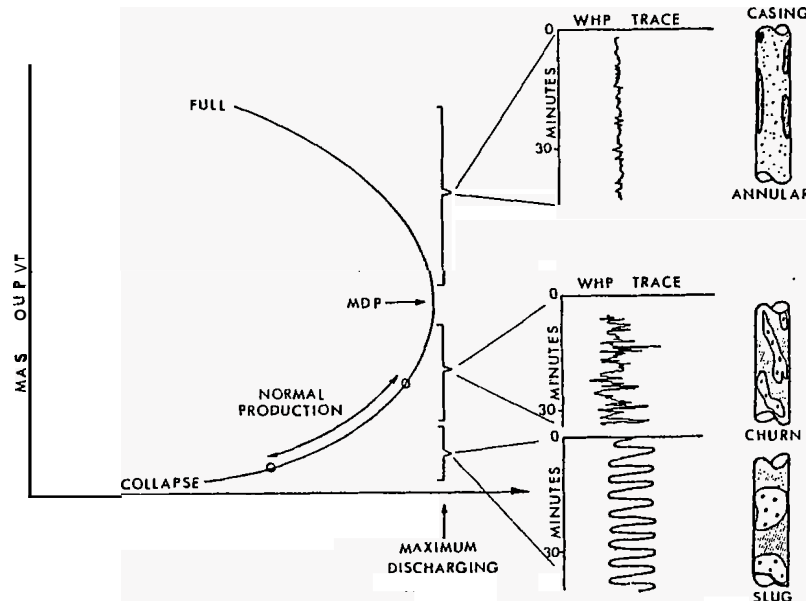 CASING
WHP TRACE
0
MINUTES
30
ANNULAR
FULL
MAS OUPVT
MDP
WHP TRACE
0
MINUTES
30
CHURN
NORMAL
PRODUCTION
COLLAPSE
0
MINUTES
30
SLUG
MAXIMUM
DISCHARGING